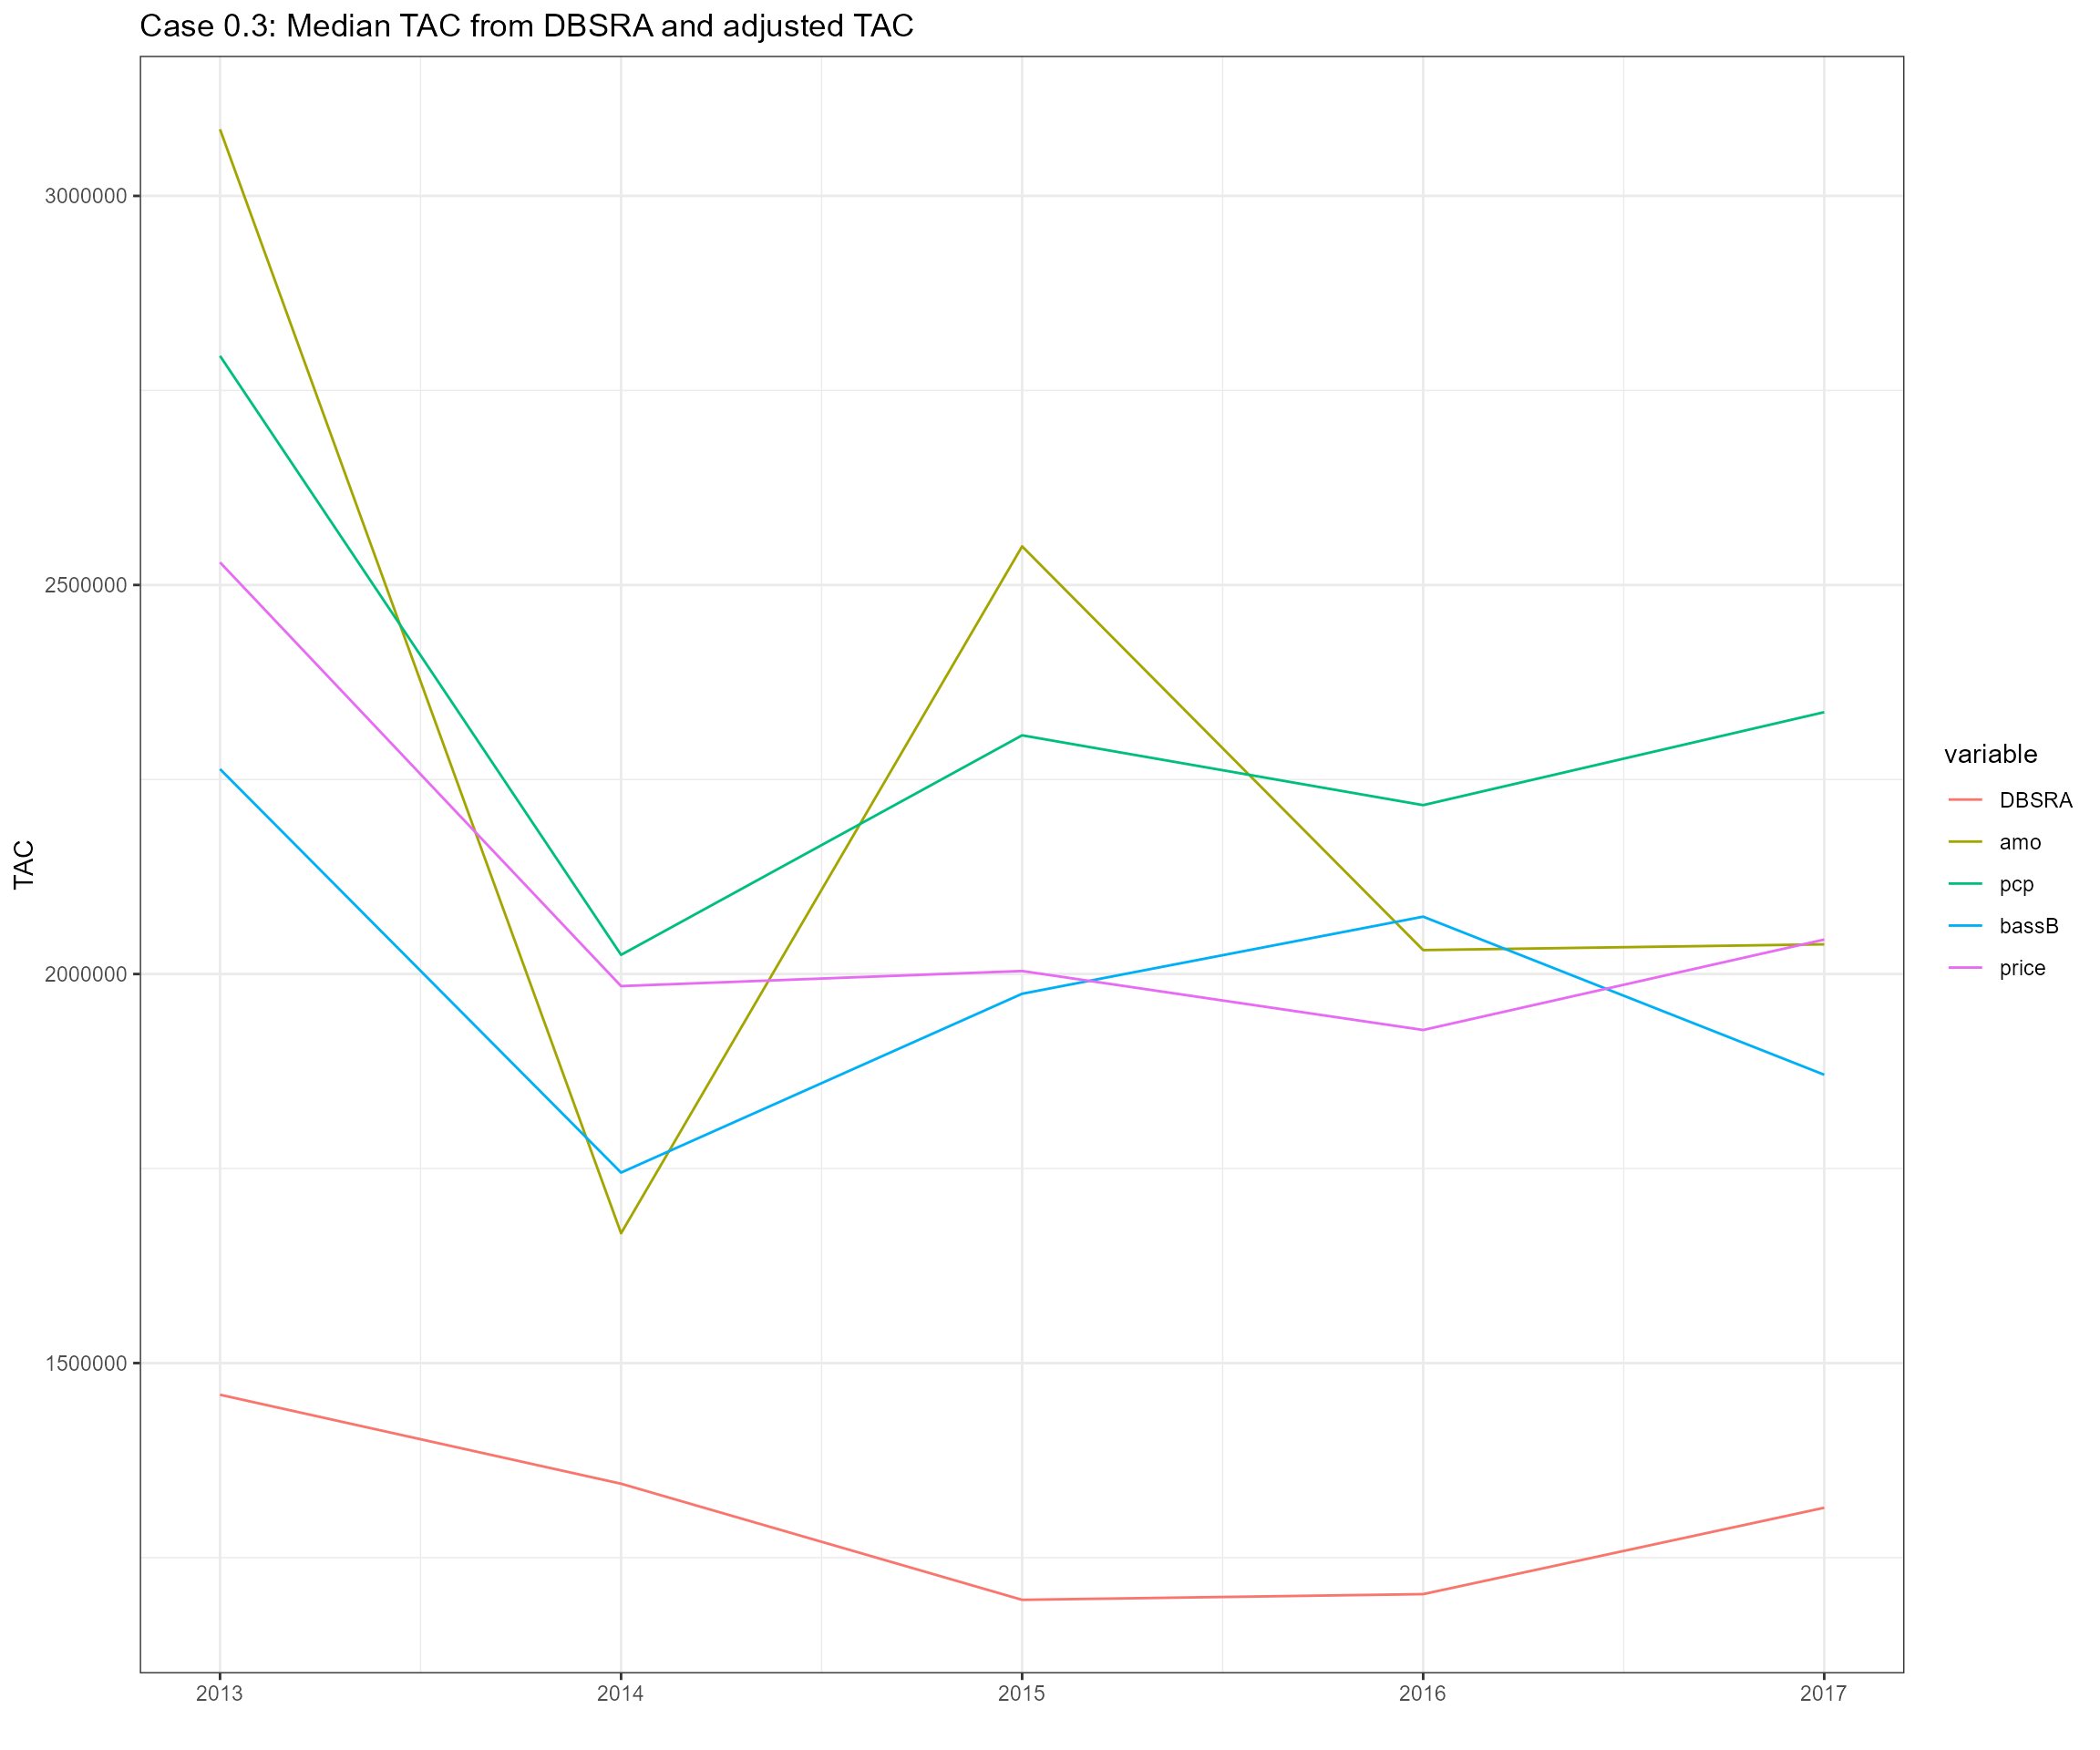 Case 0.3: Median TAC from DBSRA and adjusted TAC
3000000
2500000
2000000
1500000
TAC
2013
2014
2015
2016
2017
variable
DBSRA
amo
pcp
bassB
price